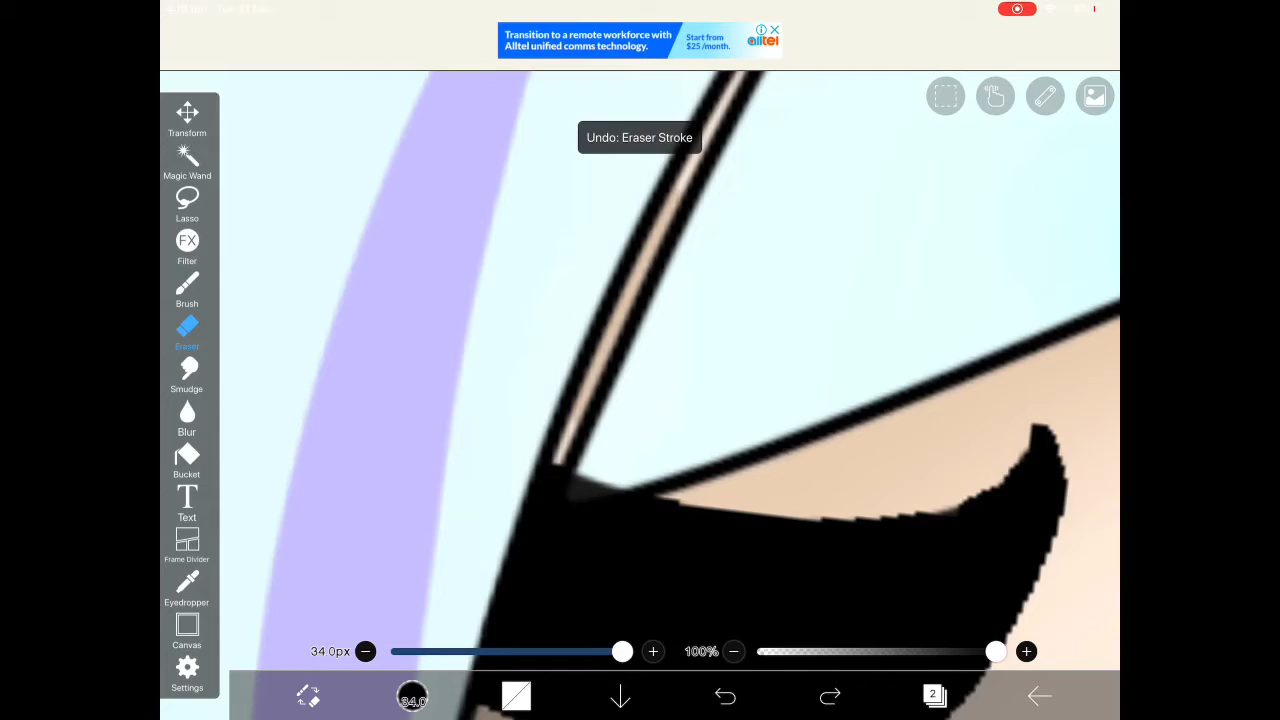 Transition to a remote workforce with
Alltel unified comms technology.
Start from
$25 /month.
alltel
Undo: Eraser Stroke
Transform
Magic Wand
Lasso
FX
Filter
Brush
Eraser
Smudge
Blur
Bucket
T
Text
Frame Divider
Eyedropper
Canvas
Settings
34.0px
100%
34.0
2